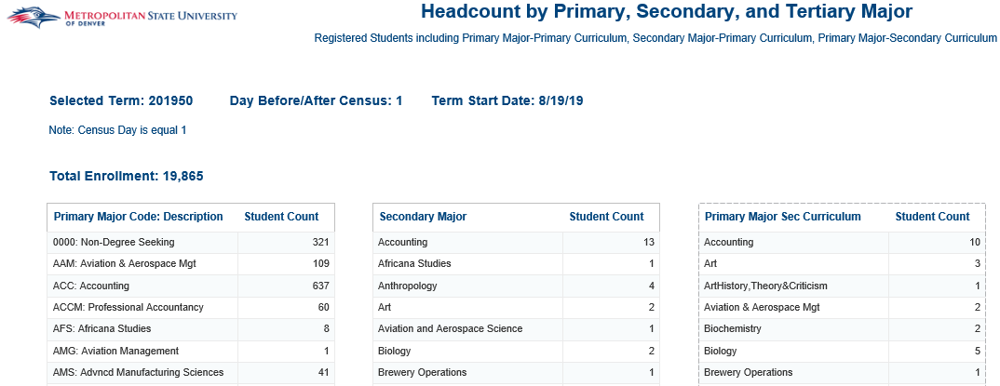 METROPOLITAN STATE UNIVERSITY
OF DENVER
Headcount by Primary, Secondary, and Tertiary Major
Registered Students including Primary Major-Primary Curriculum, Secondary Major-Primary Curriculum, Primary Major-Secondary Curriculum
Selected Term: 201950 Day Before/After Census: 1 Term Start Date: 8/19/19
Note: Census Day is equal 1
Total Enrollment: 19,865
Primary Major Code: Description Student Count
0000: Non-Degree Seeking 321
AAM: Aviation & Aerospace Mgt 109
ACC: Accounting 637
ACCM: Professional Accountancy 60
AFS: Africana Studies 8
AMG: Aviation Management 1
AMS: Advncd Manufacturing Sciences 41
Secondary Major Student Count
Accounting 13
Africana Studies 1
Anthropology 4
Art 2
Aviation and Aerospace Science 1
Biology 2
Brewery Operations 1
Primary Major Sec Curriculum Student Count
Accounting 10
Art 3
ArtHistory,Theory&Criticism 1
Aviation & Aerospace Mgt 2
Biochemistry 2
Biology 5
Brewery Operations 1